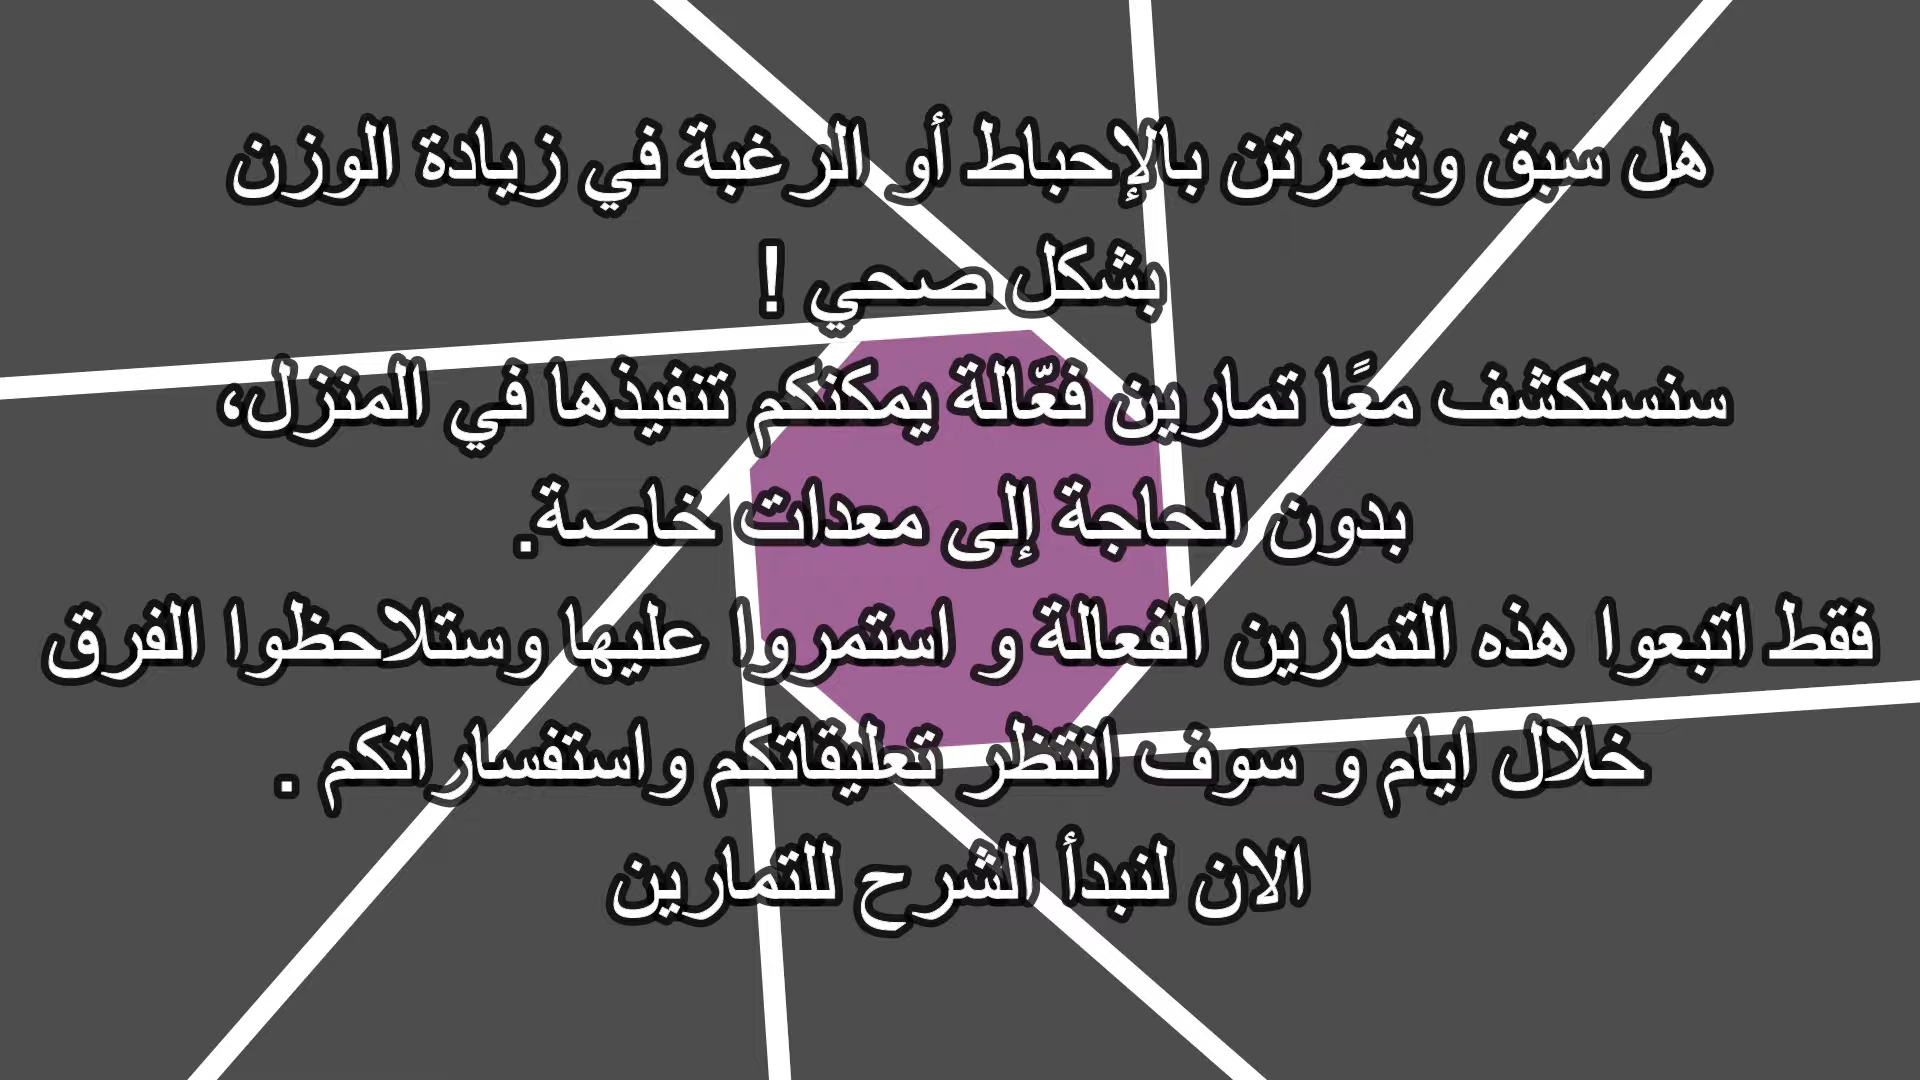 هل سبق وشعرتن بالإحباط أو الرغبة في زيادة الوزن
بشكل صحي !
سنستكشف معًا تمارين فعّالة يمكنكم تنفيذها في المنزل،
بدون الحاجة إلى معدات خاصة.
فقط اتبعوا هذه التمارين الفعالة و استمروا عليها وستلاحظوا الفرق
خلال ايام و سوف انتظر تعليقاتكم واستفساراتكم .
الان لنبدأ الشرح للتمارين